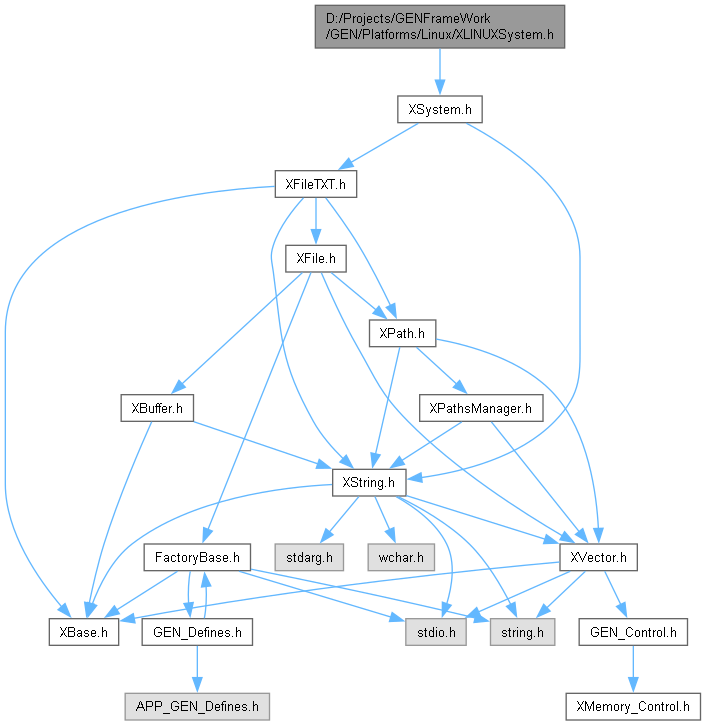 D:/Projects/GENFrameWork
/GEN/Platforms/Linux/XLINUXSystem.h
XSystem.h
XFileTXT.h
XFile.h
XPath.h
XBuffer.h
XPathsManager.h
XString.h
stdarg.h
wchar.h
FactoryBase.h
XVector.h
XBase.h
GEN_Defines.h
stdio.h
string.h
GEN_Control.h
APP_GEN_Defines.h
XMemory_Control.h